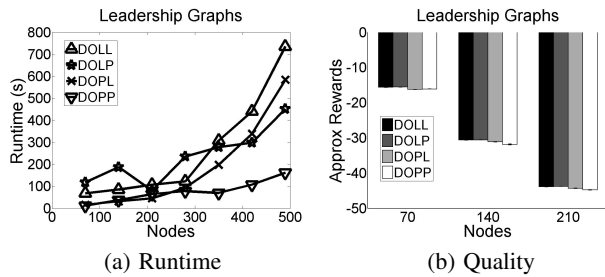 Leadership Graphs
800
700
600
500
400
300
200
100
0
Runtime (s)
DOLL
DOLP
DOPL
DOPP
0 100 200 300 400 500
Nodes
(a) Runtime
Leadership Graphs
0
-10
-20
-30
-40
-50
Approx Rewards
DOLL
DOLP
DOPL
DOPP
70 140 210
Nodes
(b) Quality